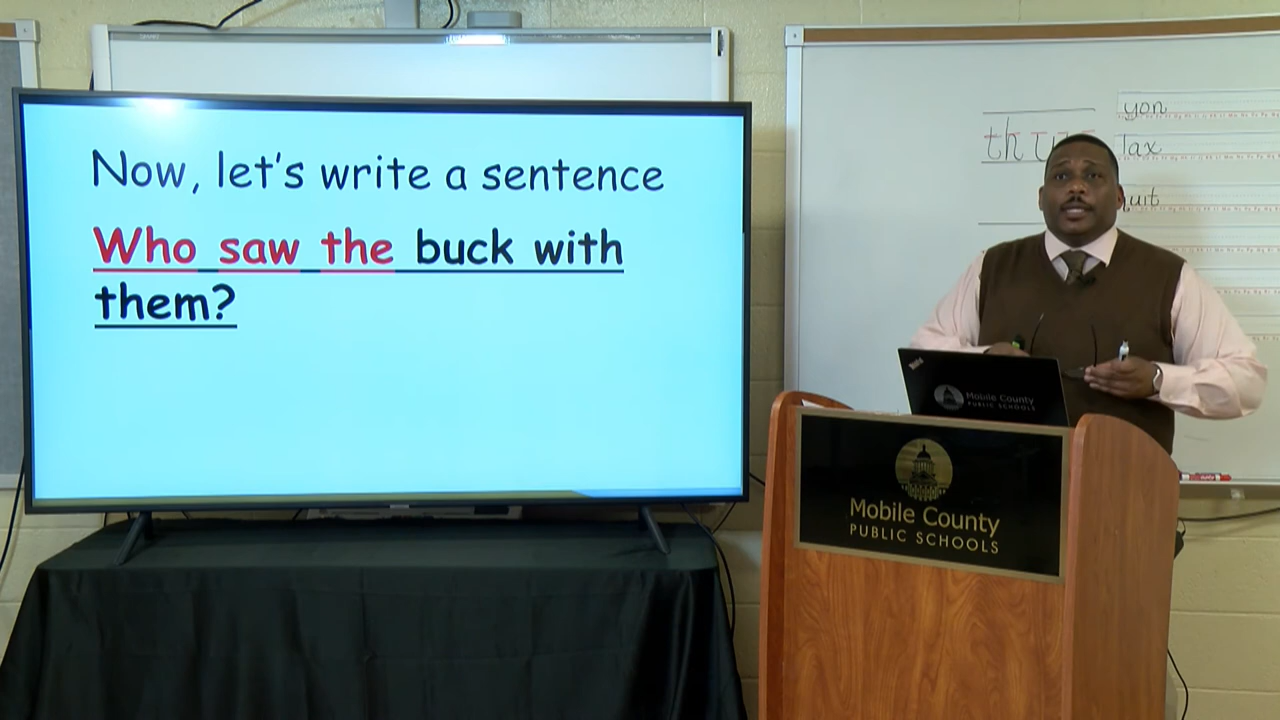 Now, let's write a sentence
Who saw the buck with
them?
yon
Tax
quit
Mobile County
PUBLIC SCHOOLS
Mobile County
PUBLIC SCHOOLS